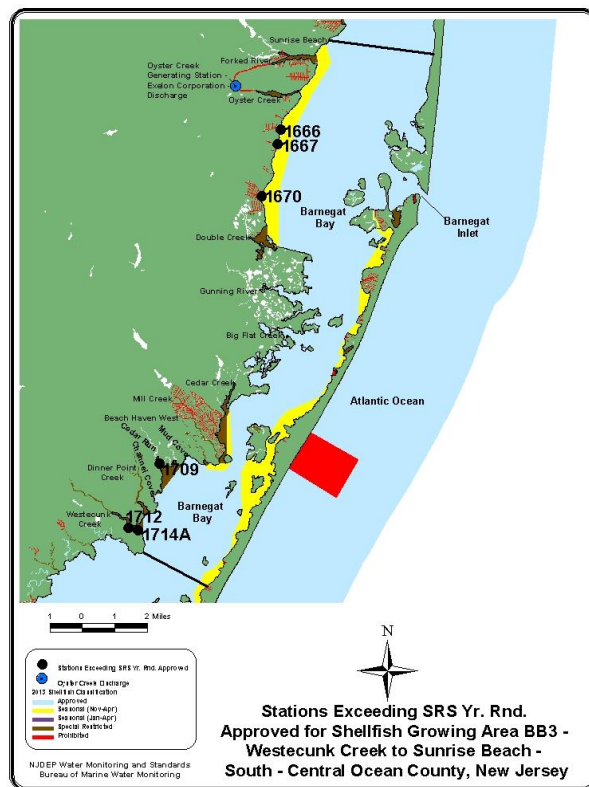 Sunrise Beach
Oyster Creek
Generating Station -
Exelon Corporation -
Discharge
Forked River
Oyster Creek
1666
1667
1670
Barnegat
Bay
Barnegat
Inlet
Double Creek
Gunning River
Big Flat Creek
Cedar Creek
Mill Creek
Beach Haven West
Atlantic Ocean
Cedar Run
Mud Cove
Channel Cove
1709
Dinner Point
Creek
Westecunk
Creek
1712
1714A
Barnegat
Bay
1 0 1 2 Miles
N
Stations Exceeding SRS Yr. Rnd. Approved
Oyster Creek Discharge
2013 Shellfish Classification
Approved
Seasonal (Nov-Apr)
Seasonal (Jan-Apr)
Special Restricted
Prohibited
NJDEP Water Monitoring and Standards
Bureau of Marine Water Monitoring
Stations Exceeding SRS Yr. Rnd.
Approved for Shellfish Growing Area BB3 -
Westecunk Creek to Sunrise Beach -
South - Central Ocean County, New Jersey